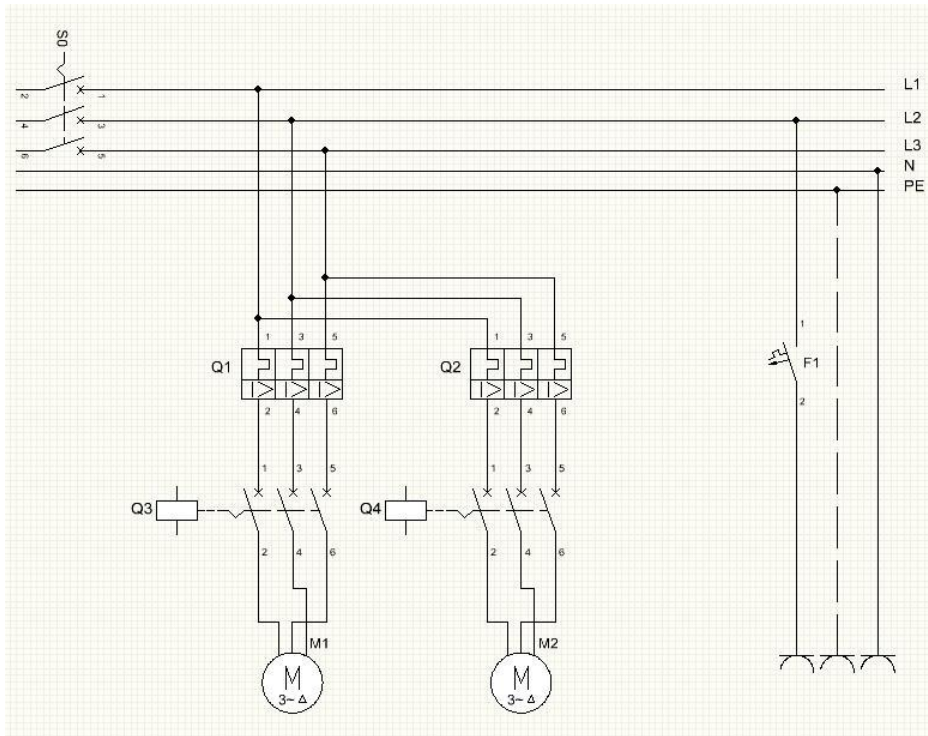 S0
L1
2 1
L2
4 3
L3
6 5
N
PE
1 3 5 1 3 5
1
Q1 Q2 F1
2 4 6 2 4 6
2
1 3 5 1 3 5
Q3 Q4
2 4 6 2 4 6
M1 M2
M M
3~ Δ 3~ Δ